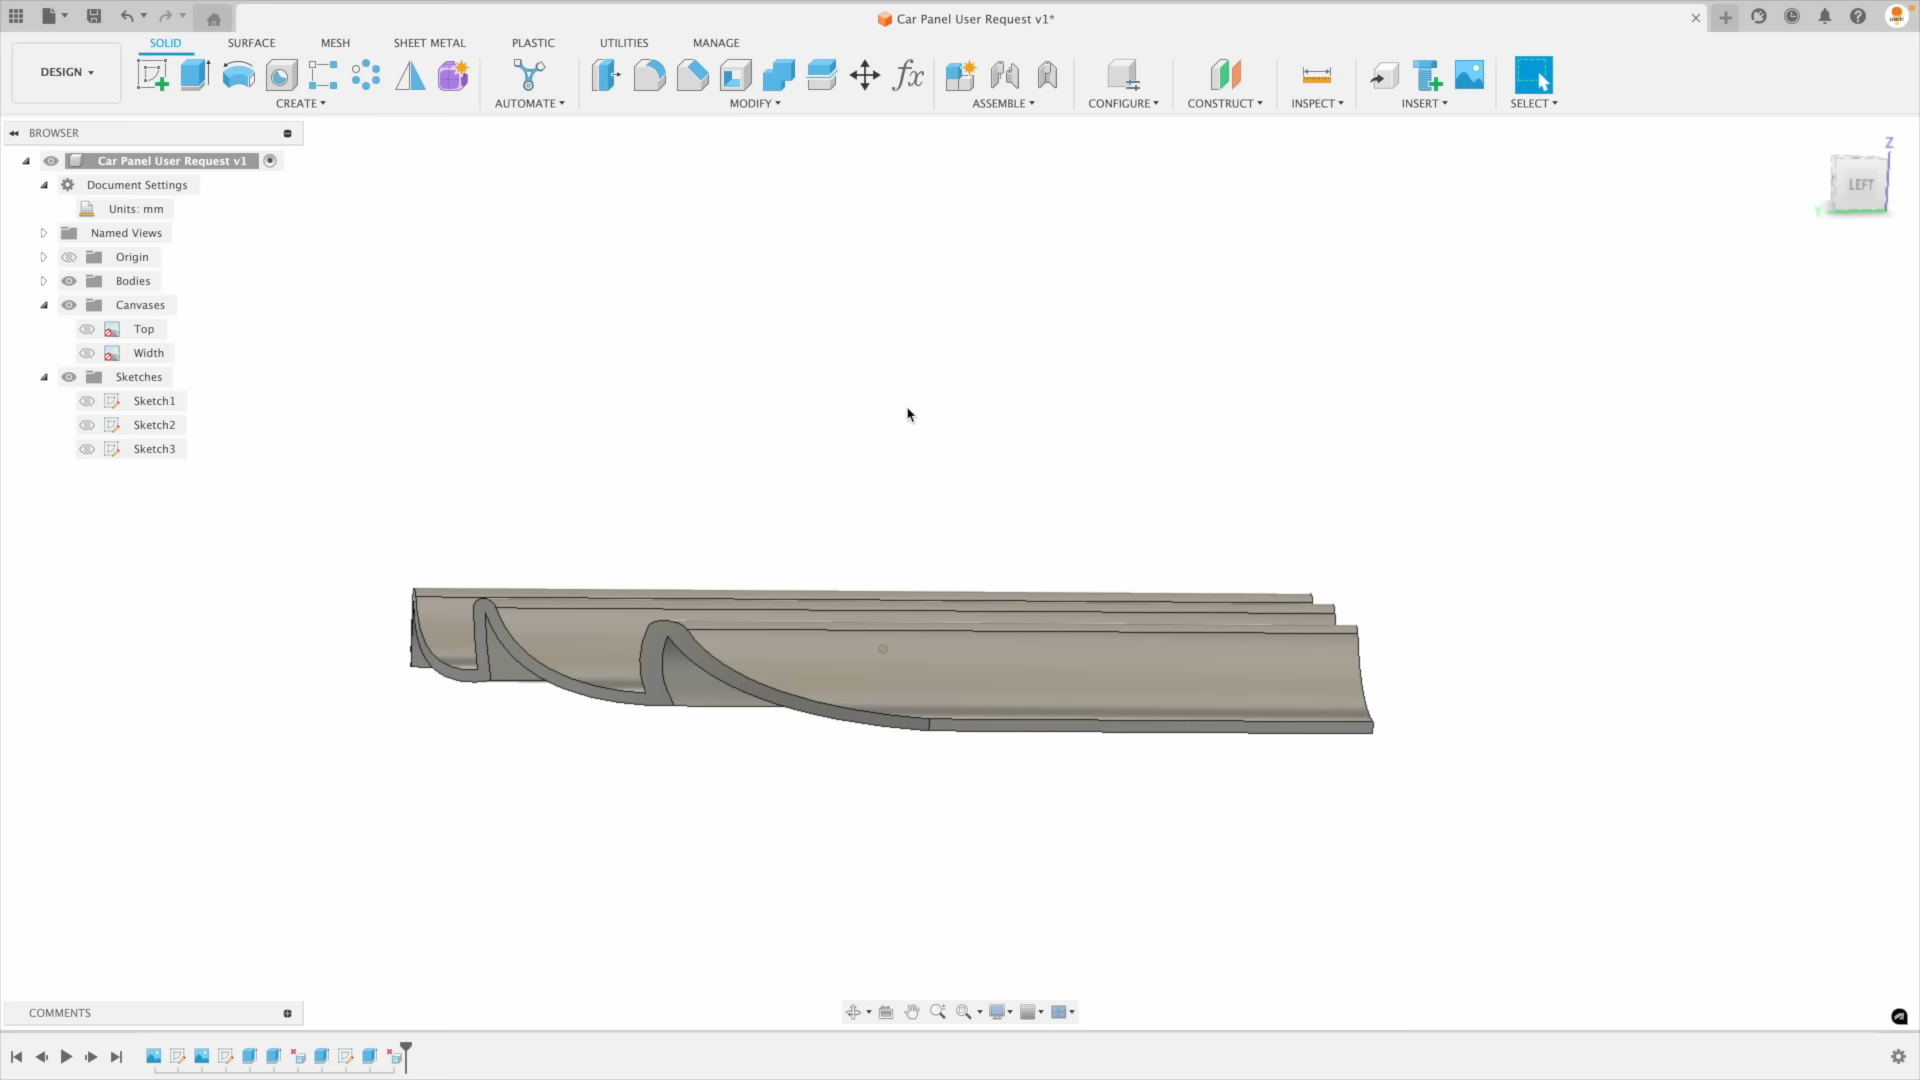 Car Panel User Request v1*
SOLID SURFACE MESH SHEET METAL PLASTIC UTILITIES MANAGE
DESIGN
CREATE AUTOMATE MODIFY ASSEMBLE CONFIGURE CONSTRUCT INSPECT INSERT SELECT
fx
BROWSER
Car Panel User Request v1
Document Settings
Units: mm
Named Views
Origin
Bodies
Canvases
Top
Width
Sketches
Sketch1
Sketch2
Sketch3
Z
LEFT
Y
COMMENTS